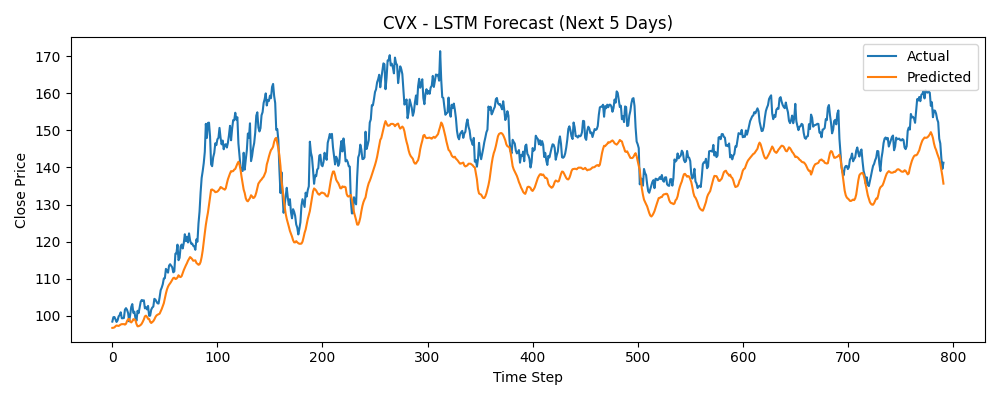 CVX - LSTM Forecast (Next 5 Days)
Actual
Predicted
Close Price
170
160
150
140
130
120
110
100
0 100 200 300 400 500 600 700 800
Time Step